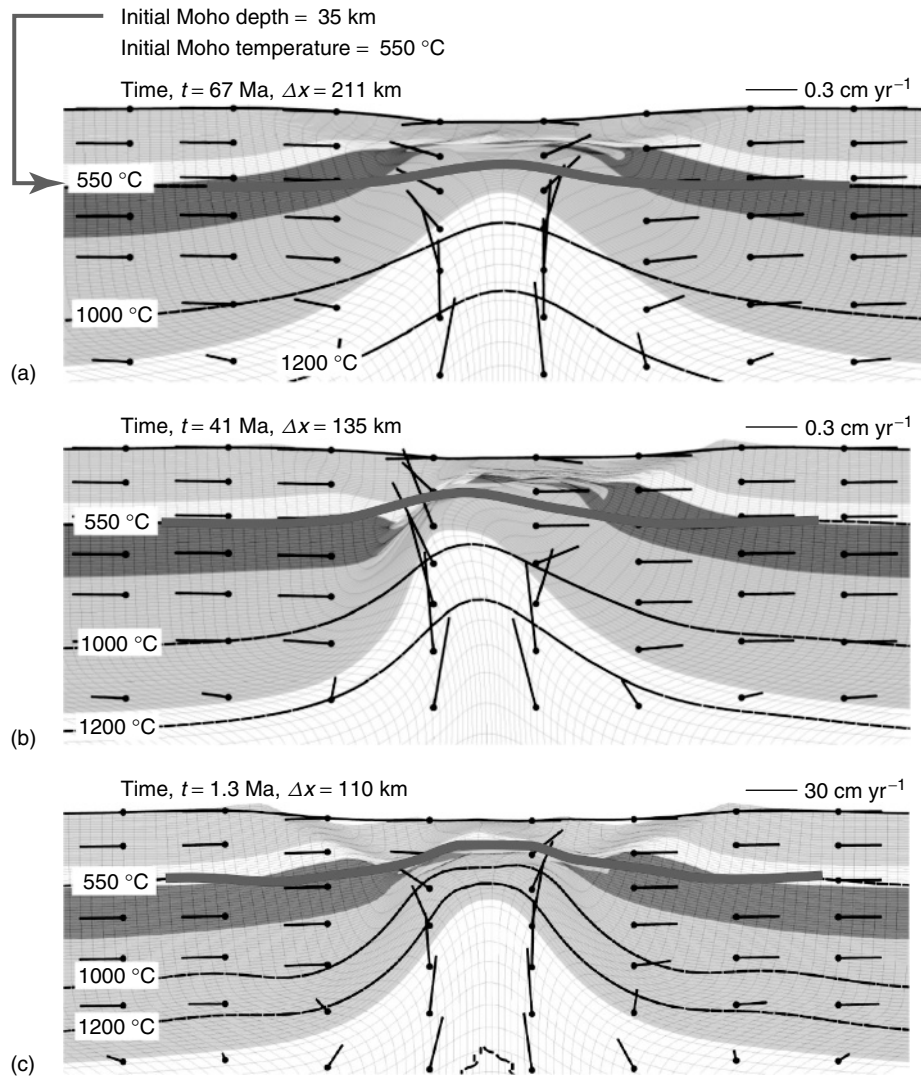 Initial Moho depth = 35 km
Initial Moho temperature = 550 °C
Time, t = 67 Ma, Δx = 211 km
0.3 cm yr⁻¹
550 °C
1000 °C
1200 °C
(a)
Time, t = 41 Ma, Δx = 135 km
0.3 cm yr⁻¹
550 °C
1000 °C
1200 °C
(b)
Time, t = 1.3 Ma, Δx = 110 km
30 cm yr⁻¹
550 °C
1000 °C
1200 °C
(c)